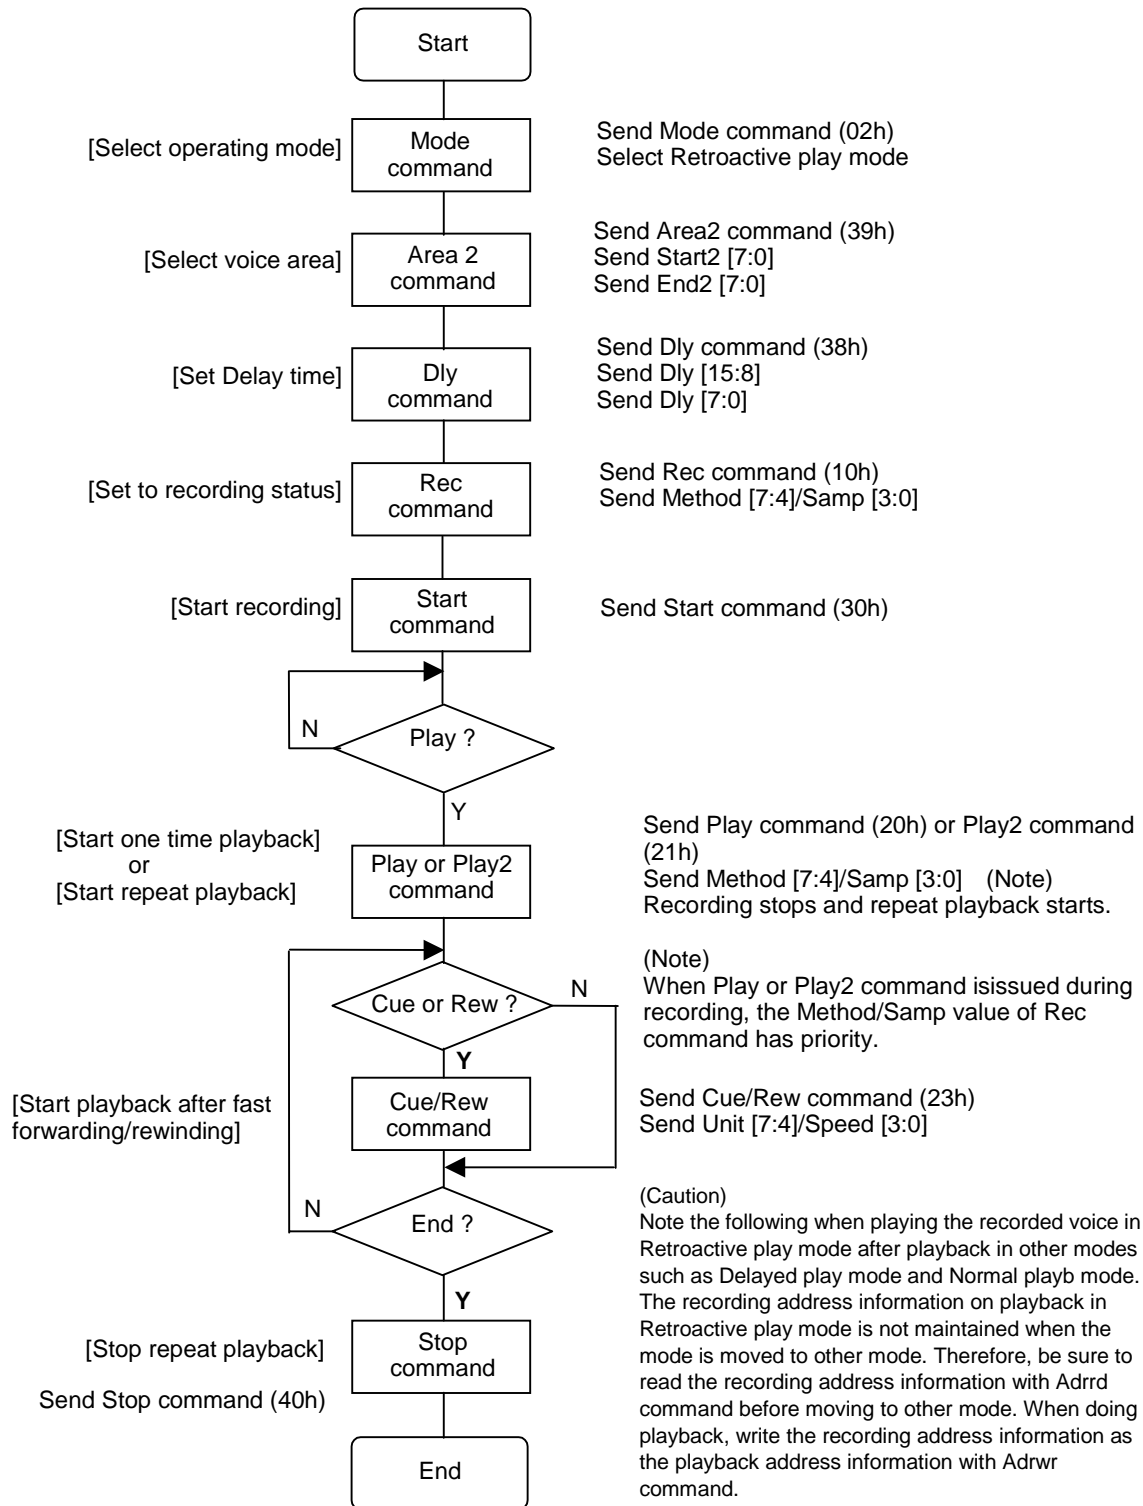 Start
[Select operating mode]
Mode
command
Send Mode command (02h)
Select Retroactive play mode
[Select voice area]
Area 2
command
Send Area2 command (39h)
Send Start2 [7:0]
Send End2 [7:0]
[Set Delay time]
Dly
command
Send Dly command (38h)
Send Dly [15:8]
Send Dly [7:0]
[Set to recording status]
Rec
command
Send Rec command (10h)
Send Method [7:4]/Samp [3:0]
[Start recording]
Start
command
Send Start command (30h)
N
Play ?
Y
[Start one time playback]
or
[Start repeat playback]
Play or Play2
command
Send Play command (20h) or Play2 command
(21h)
Send Method [7:4]/Samp [3:0] (Note)
Recording stops and repeat playback starts.
(Note)
When Play or Play2 command isissued during
recording, the Method/Samp value of Rec
command has priority.
Cue or Rew ?
N
Y
[Start playback after fast
forwarding/rewinding]
Cue/Rew
command
Send Cue/Rew command (23h)
Send Unit [7:4]/Speed [3:0]
N
End ?
Y
(Caution)
Note the following when playing the recorded voice in
Retroactive play mode after playback in other modes
such as Delayed play mode and Normal playb mode.
The recording address information on playback in
Retroactive play mode is not maintained when the
mode is moved to other mode. Therefore, be sure to
read the recording address information with Adrrd
command before moving to other mode. When doing
playback, write the recording address information as
the playback address information with Adrwr
command.
[Stop repeat playback]
Send Stop command (40h)
Stop
command
End